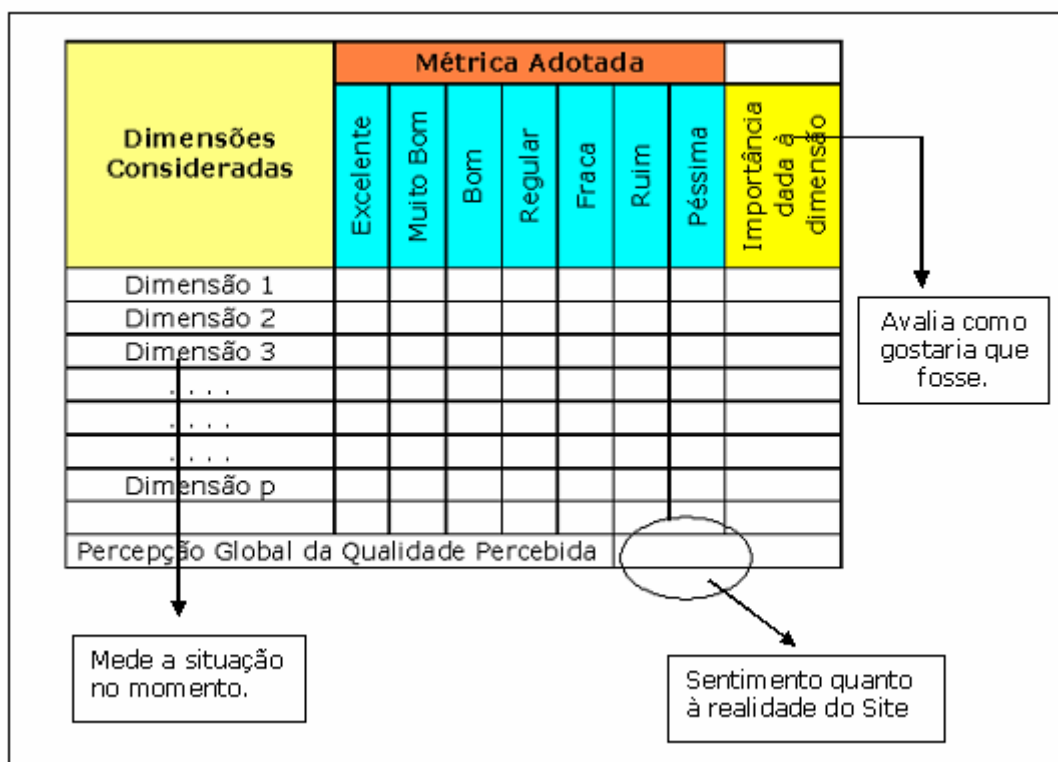 Métrica Adotada
Dimensões
Consideradas
Excelente
Muito Bom
Bom
Regular
Fraca
Ruim
Péssima
Importância
dada à
dimensão
Dimensão 1
Dimensão 2
Dimensão 3
. . . .
. . . .
. . . .
Dimensão p
Percepção Global da Qualidade Percebida
Avalia como
gostaria que
fosse.
Mede a situação
no momento.
Sentimento quanto
à realidade do Site